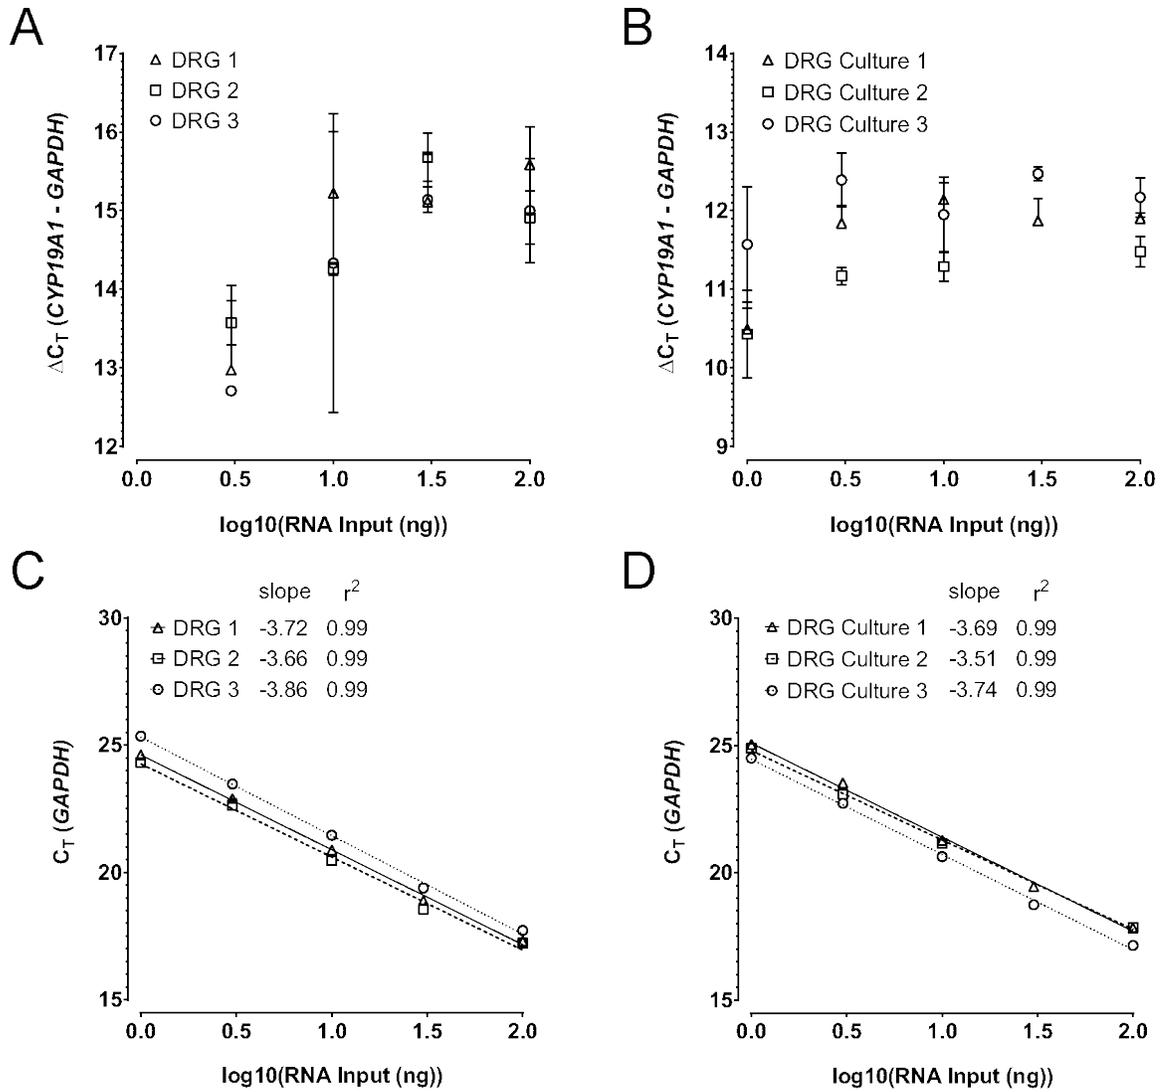 A
17
16
15
14
13
12
ΔCT (CYP19A1 - GAPDH)
DRG 1
DRG 2
DRG 3
0.0 0.5 1.0 1.5 2.0
log10(RNA Input (ng))
B
14
13
12
11
10
9
ΔCT (CYP19A1 - GAPDH)
DRG Culture 1
DRG Culture 2
DRG Culture 3
0.0 0.5 1.0 1.5 2.0
log10(RNA Input (ng))
C
30
25
20
15
CT (GAPDH)
slope r2
DRG 1 -3.72 0.99
DRG 2 -3.66 0.99
DRG 3 -3.86 0.99
0.0 0.5 1.0 1.5 2.0
log10(RNA Input (ng))
D
30
25
20
15
CT (GAPDH)
slope r2
DRG Culture 1 -3.69 0.99
DRG Culture 2 -3.51 0.99
DRG Culture 3 -3.74 0.99
0.0 0.5 1.0 1.5 2.0
log10(RNA Input (ng))